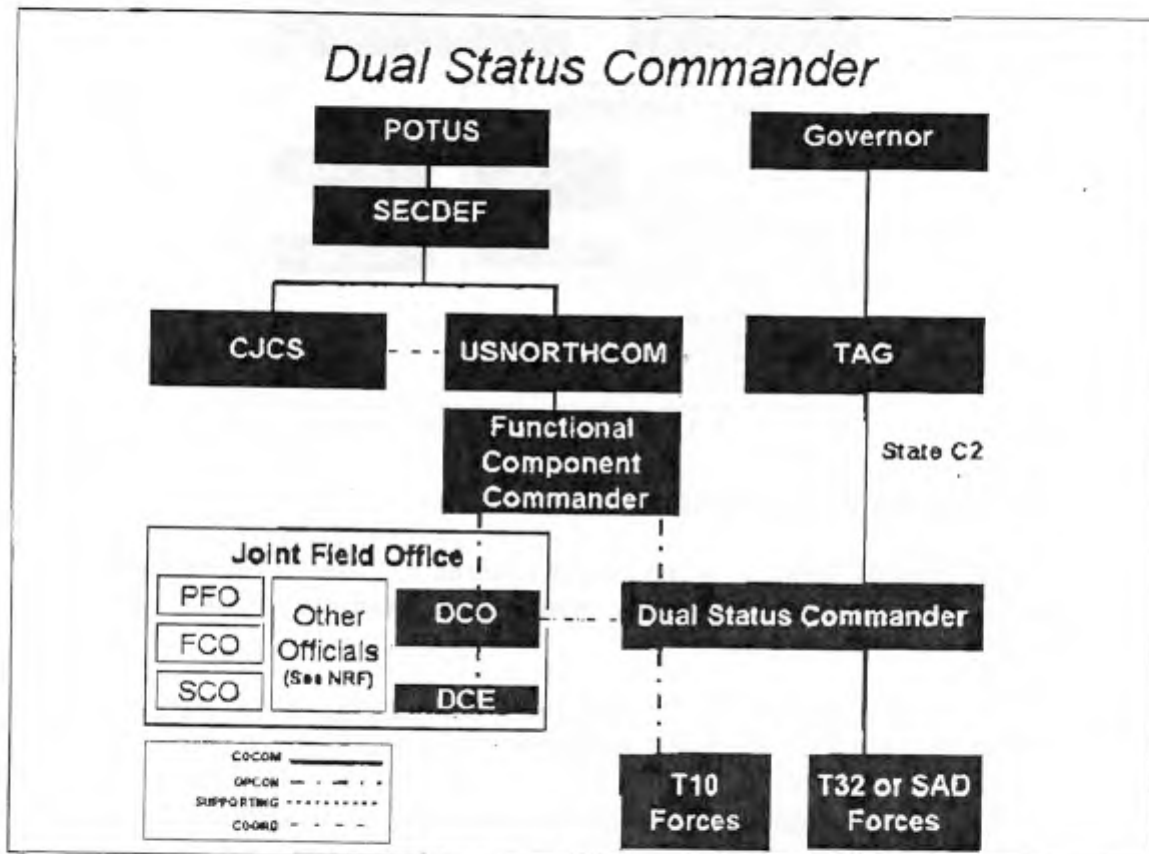 Dual Status Commander
POTUS
Governor
SECDEF
CJCS
USNORTHCOM
TAG
Functional
Component
Commander
State C2
Joint Field Office
PFO
FCO
SCO
Other
Officials
(See NRF)
DCO
DCE
Dual Status Commander
COCOM
OPCON
SUPPORTING
COORD
T10
Forces
T32 or SAD
Forces